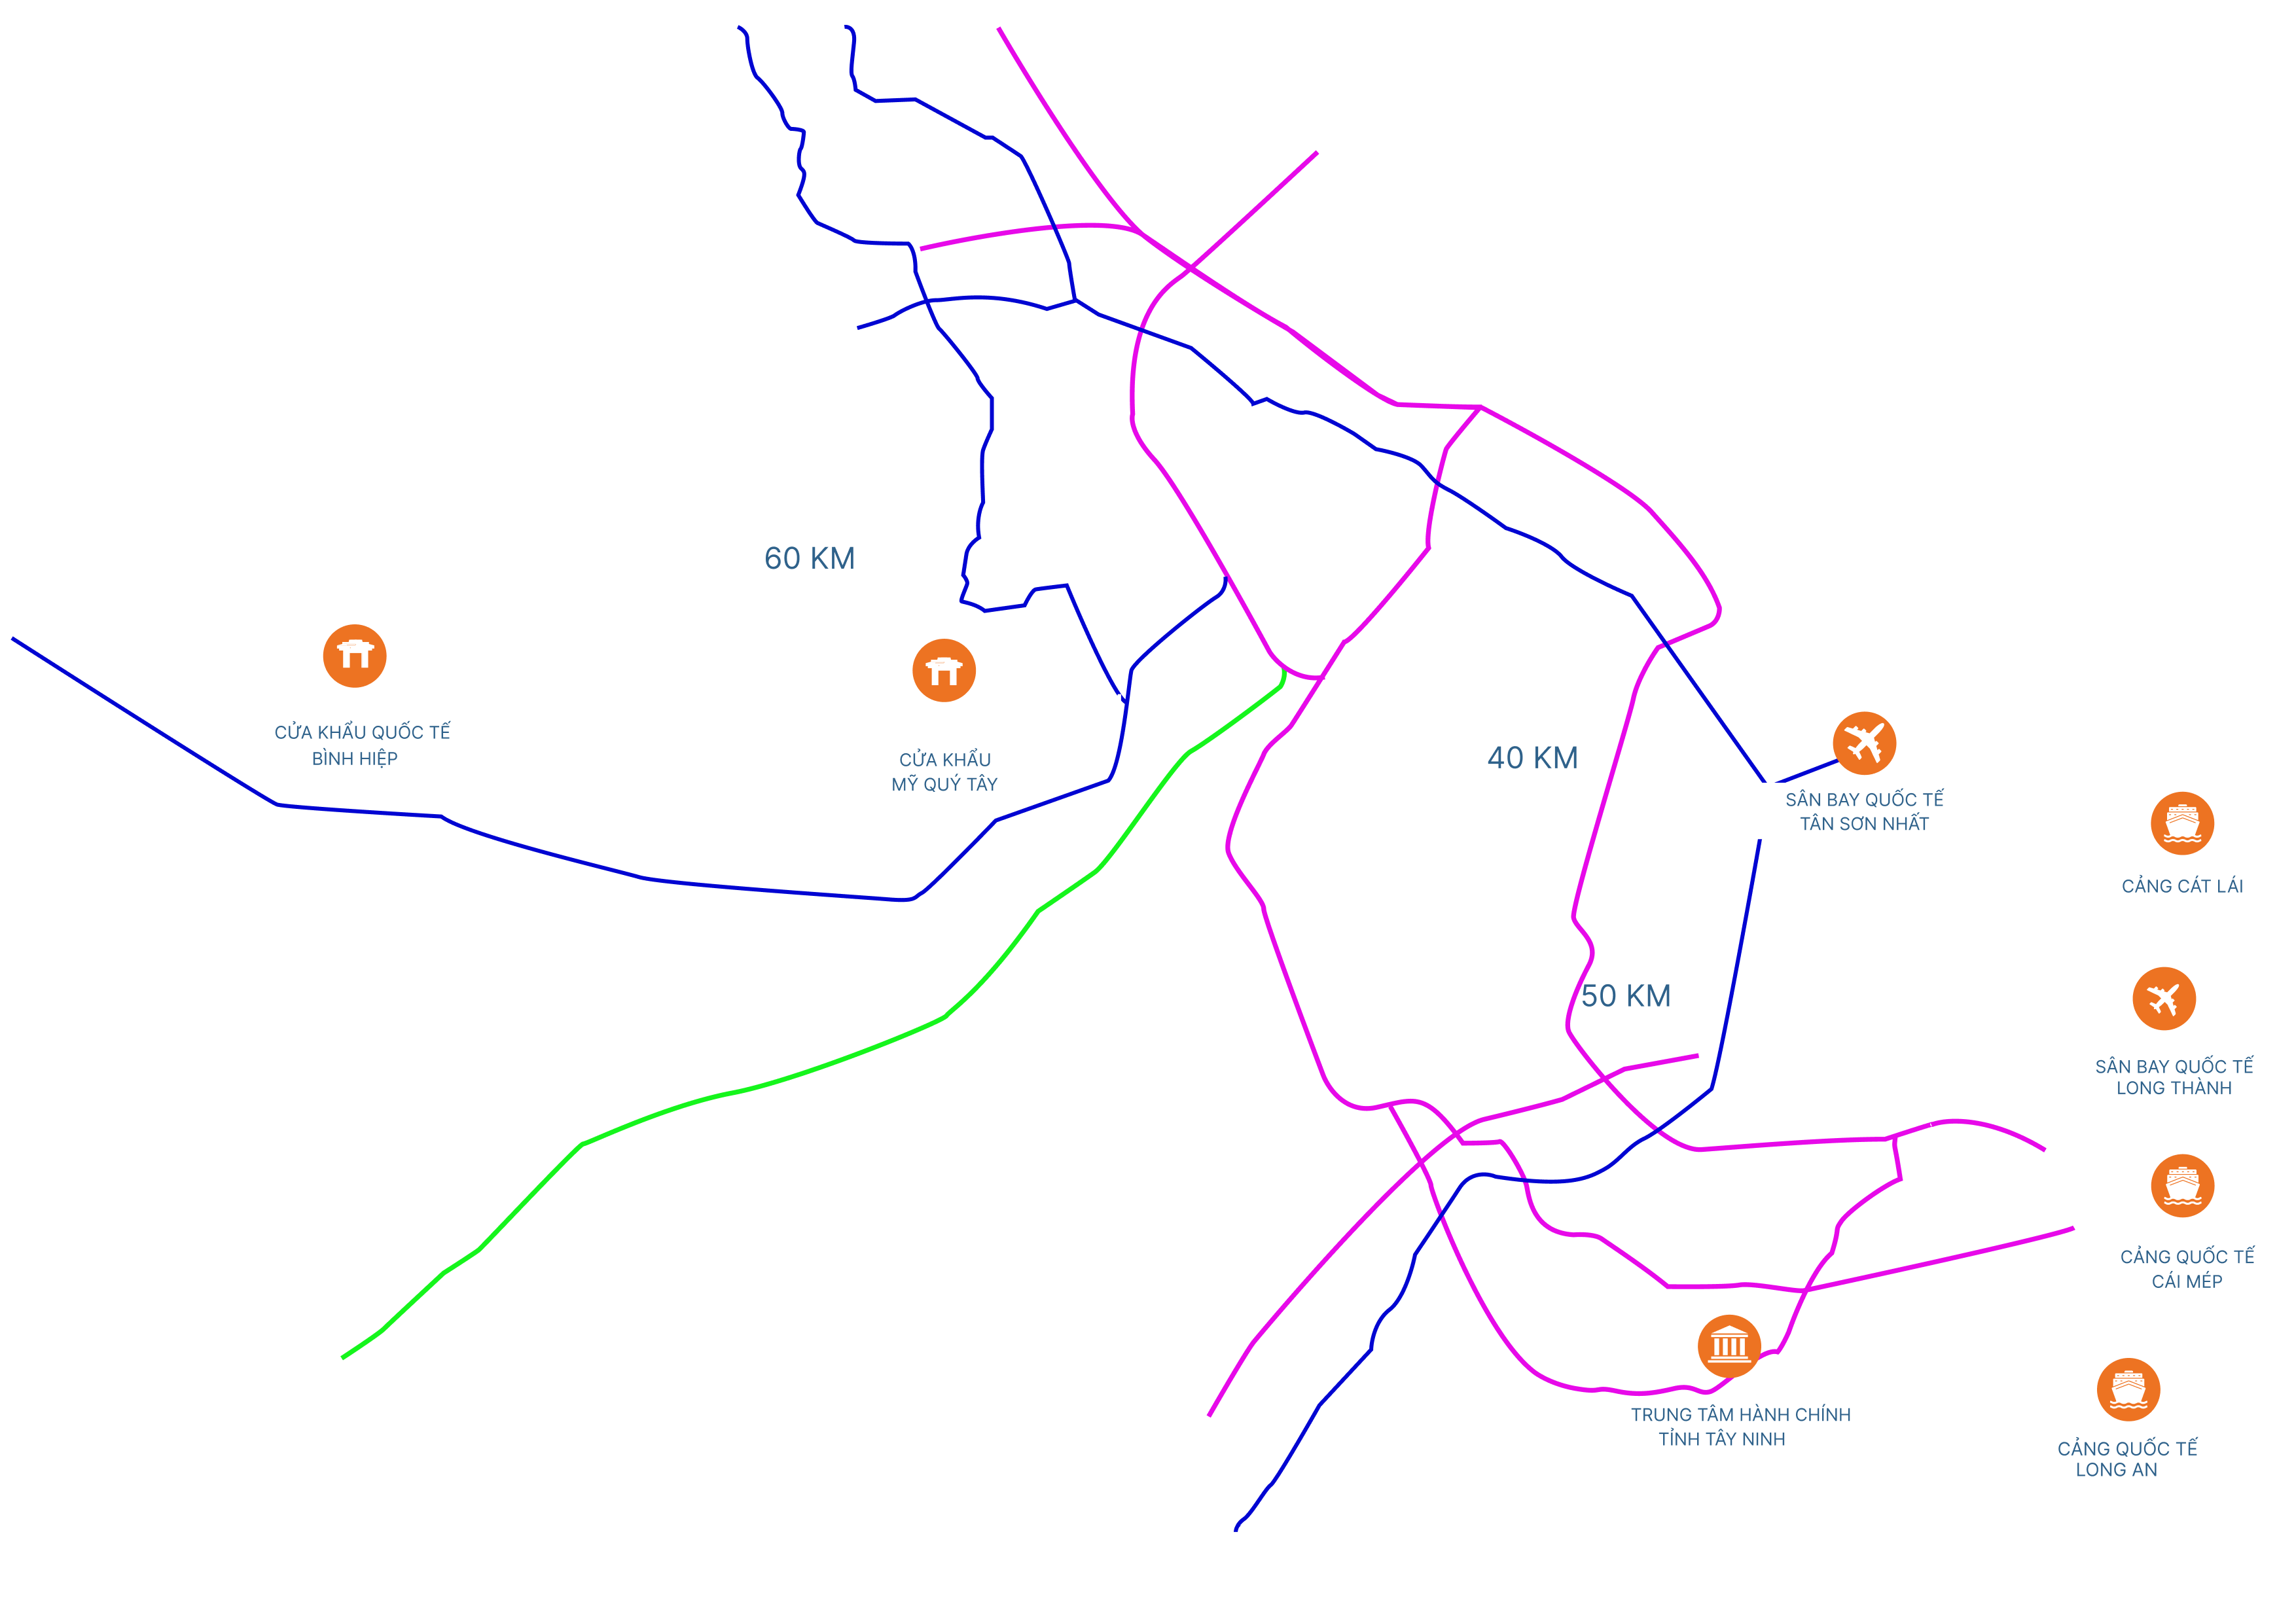 60 KM
CỬA KHẨU QUỐC TẾ
BÌNH HIỆP
CỬA KHẨU
MỸ QUÝ TÂY
40 KM
SÂN BAY QUỐC TẾ
TÂN SƠN NHẤT
CẢNG CÁT LÁI
50 KM
SÂN BAY QUỐC TẾ
LONG THÀNH
CẢNG QUỐC TẾ
CÁI MÉP
TRUNG TÂM HÀNH CHÍNH
TỈNH TÂY NINH
CẢNG QUỐC TẾ
LONG AN